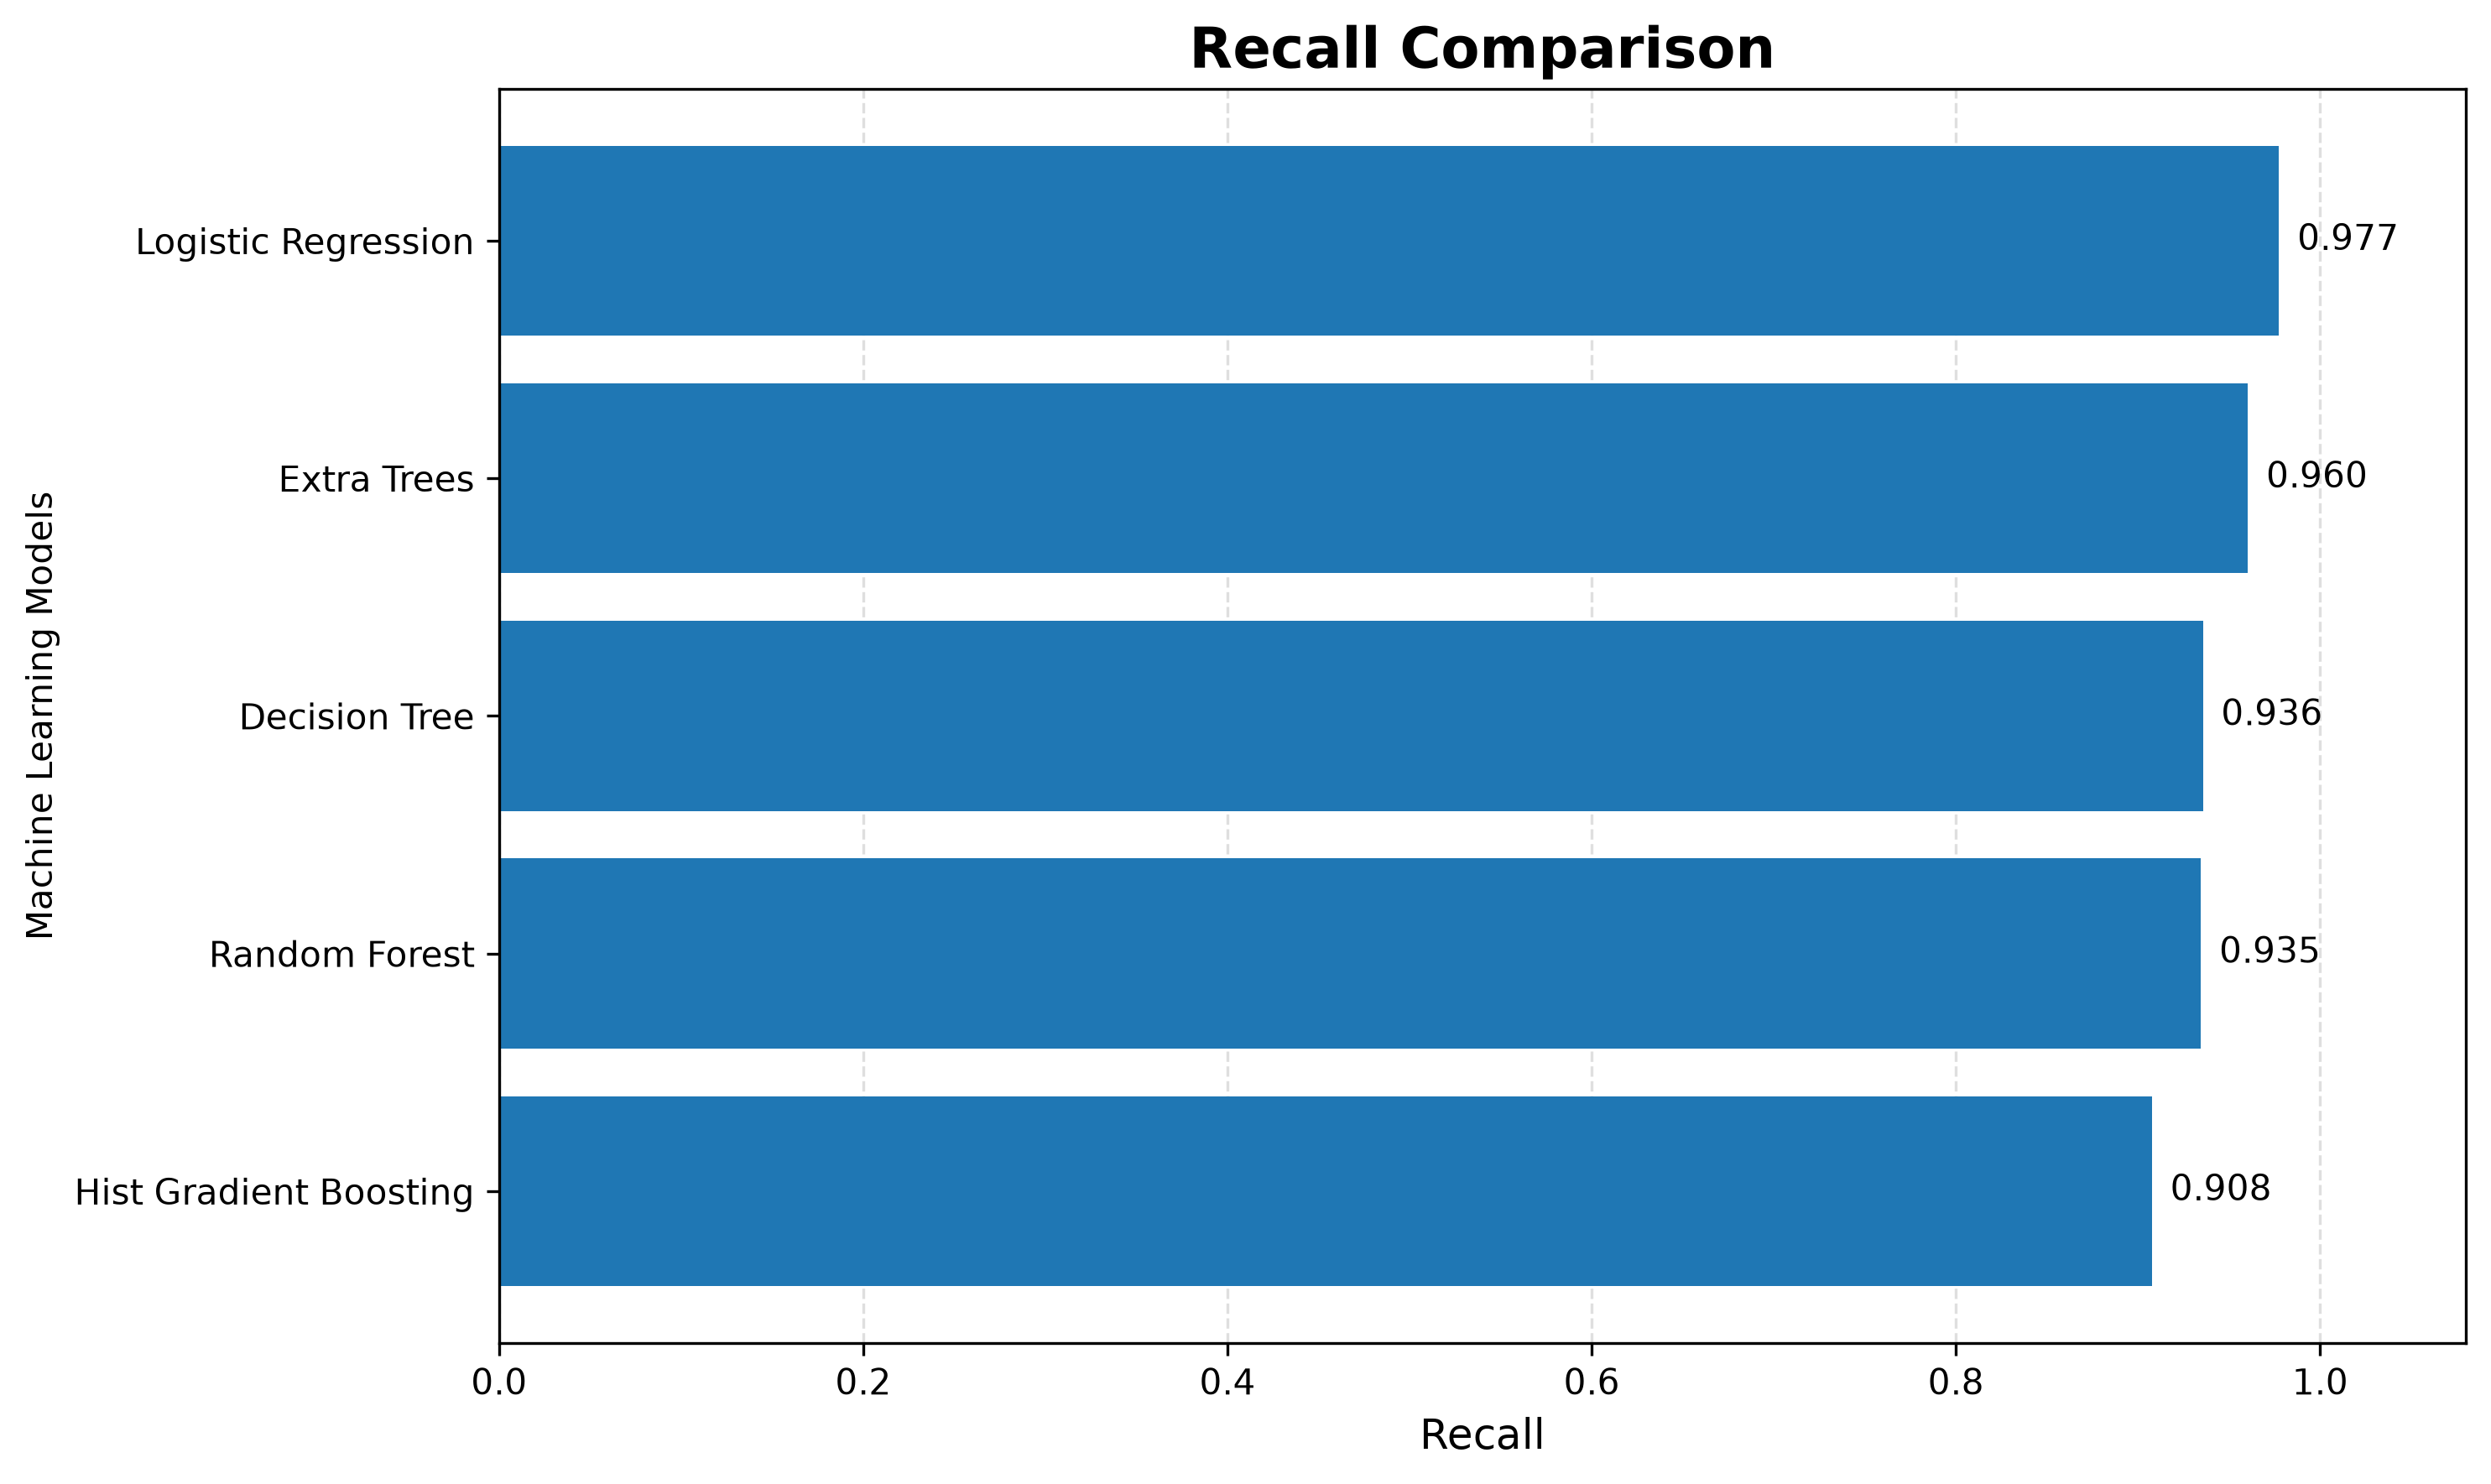 Recall Comparison
Machine Learning Models
Logistic Regression
0.977
Extra Trees
0.960
Decision Tree
0.936
Random Forest
0.935
Hist Gradient Boosting
0.908
0.0 0.2 0.4 0.6 0.8 1.0
Recall